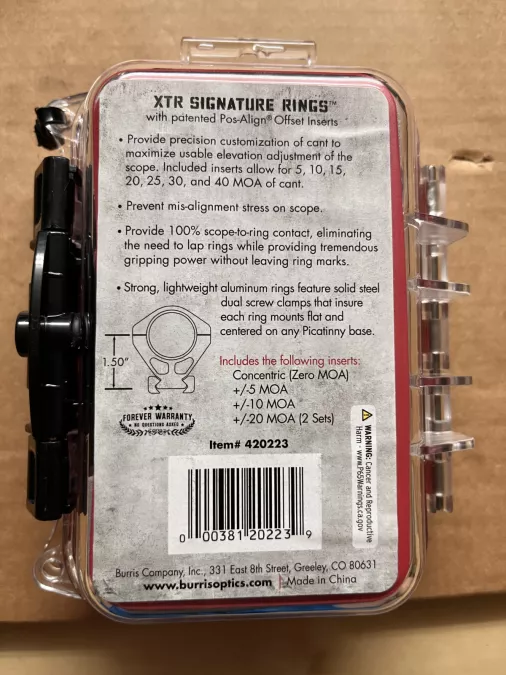 XTR SIGNATURE RINGS™
with patented Pos-Align® Offset Inserts
• Provide precision customization of cant to
maximize usable elevation adjustment of the
scope. Included inserts allow for 5, 10, 15,
20, 25, 30, and 40 MOA of cant.
• Prevent mis-alignment stress on scope.
• Provide 100% scope-to-ring contact, eliminating
the need to lap rings while providing tremendous
gripping power without leaving ring marks.
• Strong, lightweight aluminum rings feature solid steel
dual screw clamps that insure
each ring mounts flat and
centered on any Picatinny base.
1.50"
Includes the following inserts:
Concentric (Zero MOA)
+/-5 MOA
+/-10 MOA
+/-20 MOA (2 Sets)
FOREVER WARRANTY
NO QUESTIONS ASKED
Item# 420223
WARNING: Cancer and Reproductive
Harm - www.P65Warnings.ca.gov
0 00381 20223 9
Burris Company, Inc., 331 East 8th Street, Greeley, CO 80631
www.burrisoptics.com | Made in China